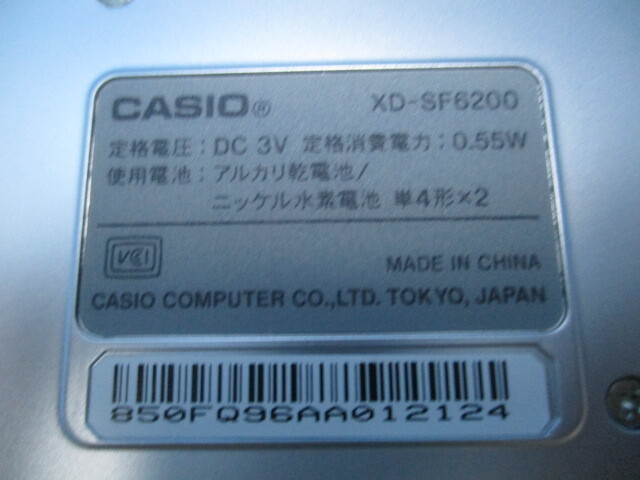 CASIO® XD-SF6200
定格電圧：DC 3V 定格消費電力：0.55W
使用電池：アルカリ乾電池/
ニッケル水素電池 単4形×2
VCCI
MADE IN CHINA
CASIO COMPUTER CO.,LTD. TOKYO, JAPAN
850FQ96AA012124